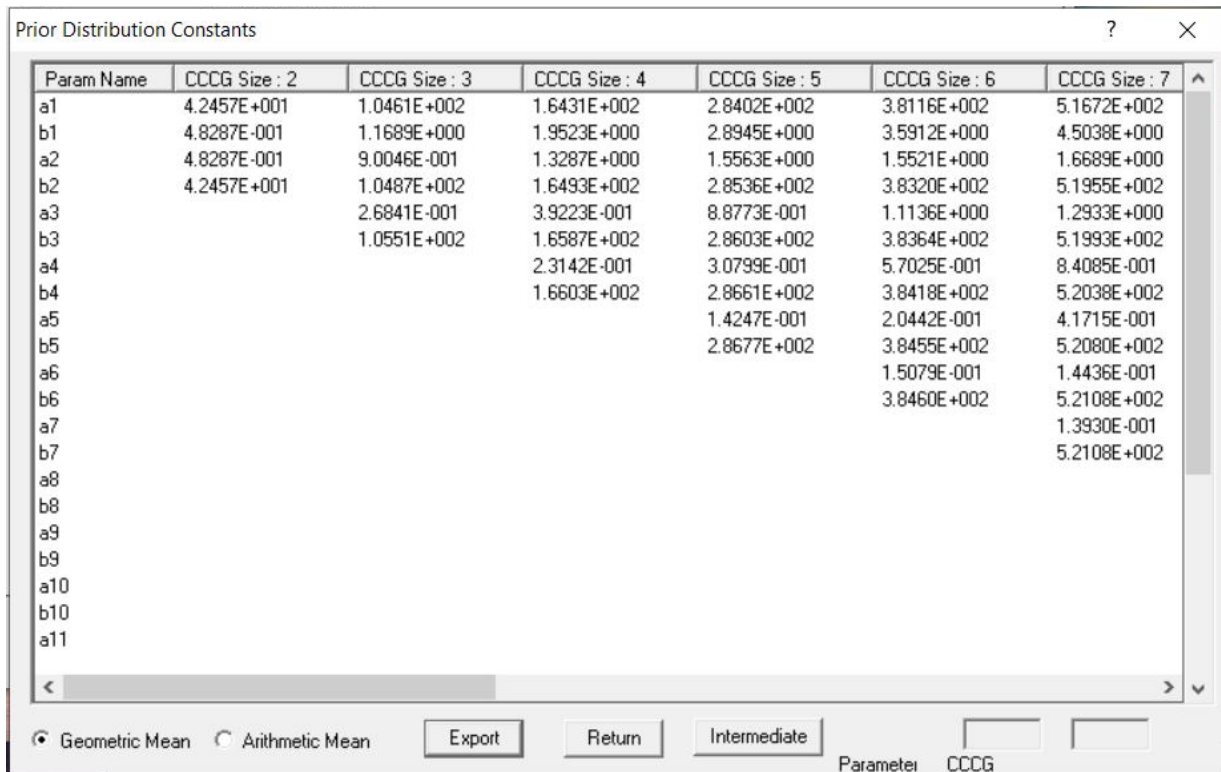 Prior Distribution Constants ? ×
Param Name CCCG Size : 2 CCCG Size : 3 CCCG Size : 4 CCCG Size : 5 CCCG Size : 6 CCCG Size : 7
a1 4.2457E+001 1.0461E+002 1.6431E+002 2.8402E+002 3.8116E+002 5.1672E+002
b1 4.8287E-001 1.1689E+000 1.9523E+000 2.8945E+000 3.5912E+000 4.5038E+000
a2 4.8287E-001 9.0046E-001 1.3287E+000 1.5563E+000 1.5521E+000 1.6689E+000
b2 4.2457E+001 1.0487E+002 1.6493E+002 2.8536E+002 3.8320E+002 5.1955E+002
a3 2.6841E-001 3.9223E-001 8.8773E-001 1.1136E+000 1.2933E+000
b3 1.0551E+002 1.6587E+002 2.8603E+002 3.8364E+002 5.1993E+002
a4 2.3142E-001 3.0799E-001 5.7025E-001 8.4085E-001
b4 1.6603E+002 2.8661E+002 3.8418E+002 5.2038E+002
a5 1.4247E-001 2.0442E-001 4.1715E-001
b5 2.8677E+002 3.8455E+002 5.2080E+002
a6 1.5079E-001 1.4436E-001
b6 3.8460E+002 5.2108E+002
a7 1.3930E-001
b7 5.2108E+002
a8
b8
a9
b9
a10
b10
a11
Geometric Mean Arithmetic Mean Export Return Intermediate
Parameter CCCG